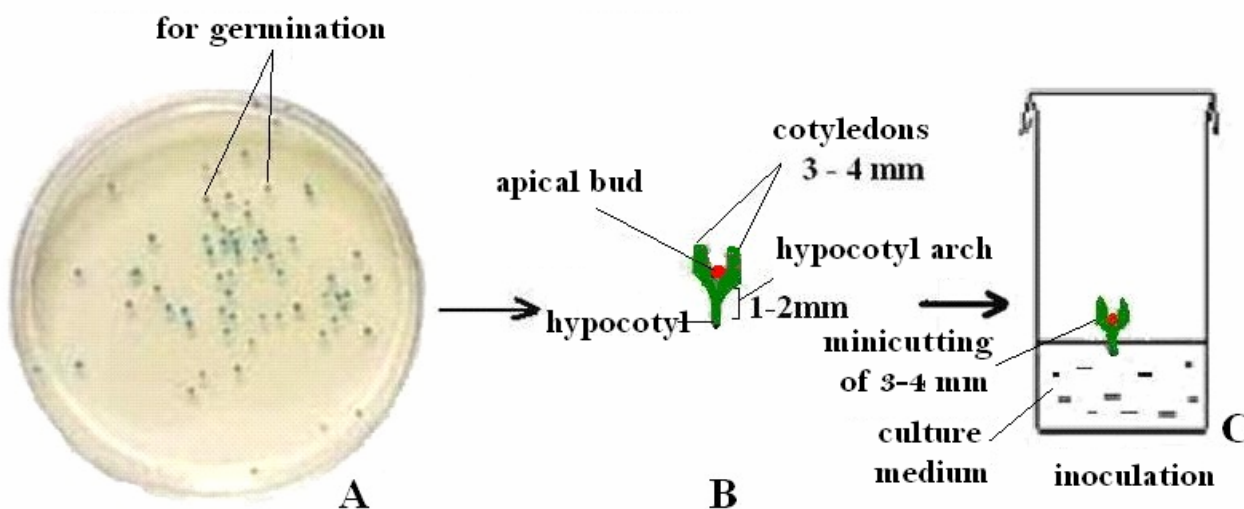 for germination
A
cotyledons
3 - 4 mm
apical bud
hypocotyl arch
1-2mm
hypocotyl
B
minicutting
of 3-4 mm
culture
medium
C
inoculation